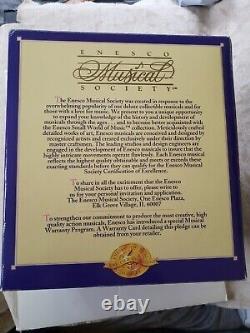 ENESCO
Musical
SOCIETY™
The Enesco Musical Society was created in response to the
overwhelming popularity of our deluxe collectible musicals and for
those with a love for music. We present to you a unique opportunity
to expand your knowledge of the history and development of
musicals through the ages. . . and to become better acquainted with
the Enesco Small World of Music™ collection. Meticulously crafted
detailed works of art, Enesco musicals are conceived and designed by
recognized artists and created exclusively under the direction by
master craftsmen. The leading studios and design engineers are
engaged in the development of Enesco's musicals to insure that the
highly intricate movements operate flawlessly. Each Enesco musical
reflects the highest quality obtainable and meets or exceeds these
exacting standards before they can qualify for the Enesco Musical
Society Certification of Excellence.
To share in all the excitement that the Enesco
Musical Society has to offer, please write to us
for your personal invitation and application.
The Enesco Musical Society, One Enesco Plaza,
Elk Grove Village, IL 60007
To strengthen our commitment to produce the most creative, high
quality action musicals, Enesco has introduced a special Musical
Warranty Program. A Warranty Card detailing this pledge can be
obtained from your retailer.